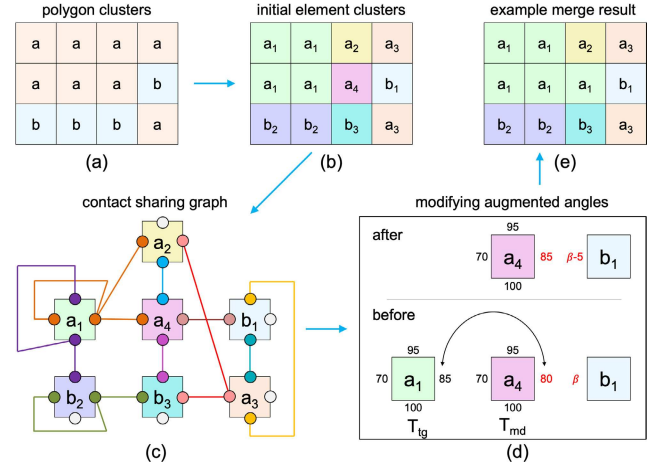 polygon clusters
a a a a
a a a b
b b b a
(a)
initial element clusters
a₁ a₁ a₂ a₃
a₁ a₁ a₄ b₁
b₂ b₂ b₃ a₃
(b)
example merge result
a₁ a₁ a₂ a₃
a₁ a₁ a₁ b₁
b₂ b₂ b₃ a₃
(e)
contact sharing graph
a₂
a₁ a₄ b₁
b₂ b₃ a₃
(c)
modifying augmented angles
after
95
70 a₄ 85 β-5 b₁
100
before
95 95
70 a₁ 85 70 a₄ 80 β b₁
100 100
T_tg T_md
(d)